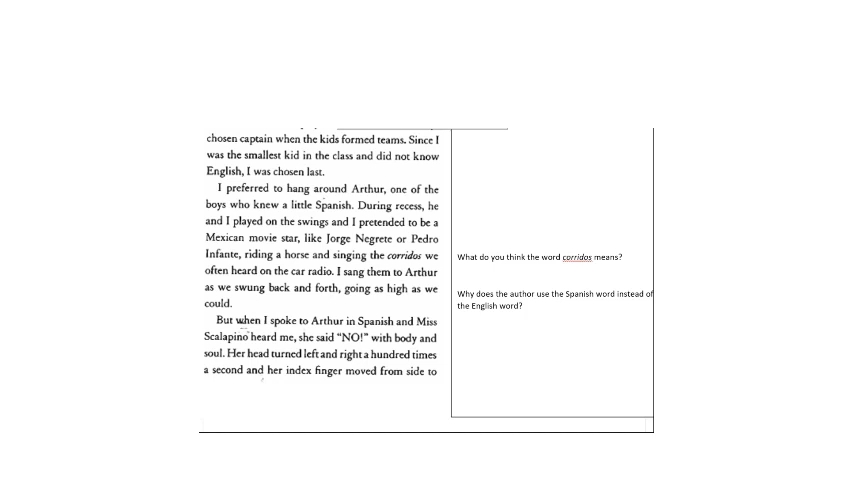 chosen captain when the kids formed teams. Since I
was the smallest kid in the class and did not know
English, I was chosen last.
I preferred to hang around Arthur, one of the
boys who knew a little Spanish. During recess, he
and I played on the swings and I pretended to be a
Mexican movie star, like Jorge Negrete or Pedro
Infante, riding a horse and singing the corridos we
often heard on the car radio. I sang them to Arthur
as we swung back and forth, going as high as we
could.
But when I spoke to Arthur in Spanish and Miss
Scalapino heard me, she said “NO!” with body and
soul. Her head turned left and right a hundred times
a second and her index finger moved from side to
What do you think the word corridos means?
Why does the author use the Spanish word instead of
the English word?